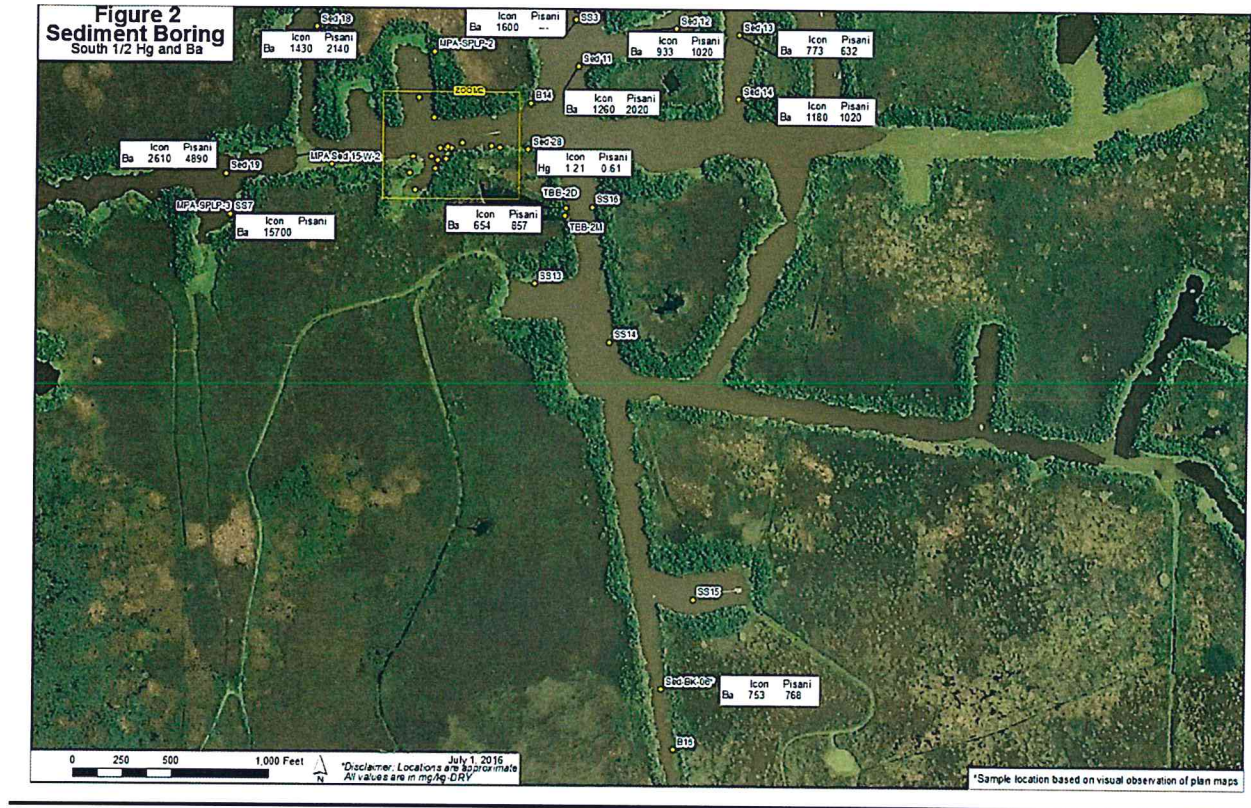 Figure 2
Sediment Boring
South 1/2 Hg and Ba
Sed-18
Icon Pisani
Ba 1430 2140
MPA-SPLP-2
Icon Pisani
Ba 1600 ---
SS3
Sed-12
Icon Pisani
Ba 933 1020
Sed-13
Icon Pisani
Ba 773 632
Sed-11
Icon Pisani
Ba 1260 2020
Sed-14
Icon Pisani
Ba 1180 1020
B14
Icon Pisani
Ba 2610 4890
Sed-19
MPA-Sed-15-W-2
Sed-28
Icon Pisani
Hg 1.21 0.61
MPA-SPLP-3 SS7
Icon Pisani
Ba 15700
Icon Pisani
Ba 654 857
TBB-2D
SS16
TBB-2M
SS13
SS14
SS15
Sed-BK-06*
Icon Pisani
Ba 753 768
B16
0 250 500 1,000 Feet
N
July 1, 2016
*Disclaimer: Locations are approximate
All values are in mg/kg-DRY
*Sample location based on visual observation of plan maps